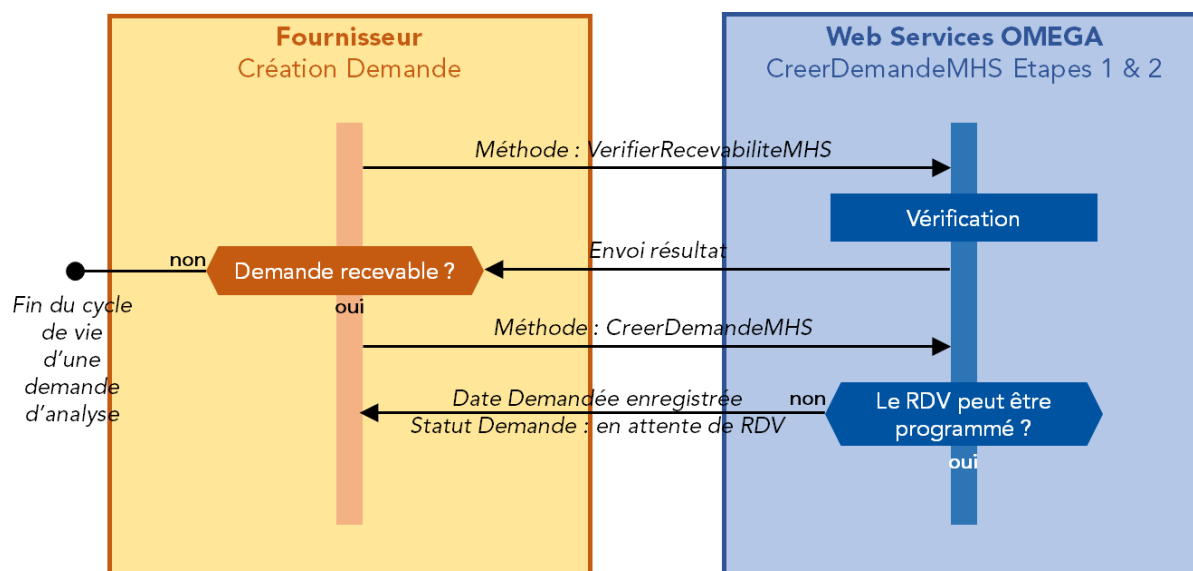 Fournisseur
Création Demande
Web Services OMEGA
CreerDemandeMHS Etapes 1 & 2
Méthode : VerifierRecevabiliteMHS
Vérification
Envoi résultat
non
Demande recevable ?
oui
Fin du cycle
de vie
d'une
demande
d'analyse
Méthode : CreerDemandeMHS
Date Demandée enregistrée
Statut Demande : en attente de RDV
non
Le RDV peut être
programmé ?
oui